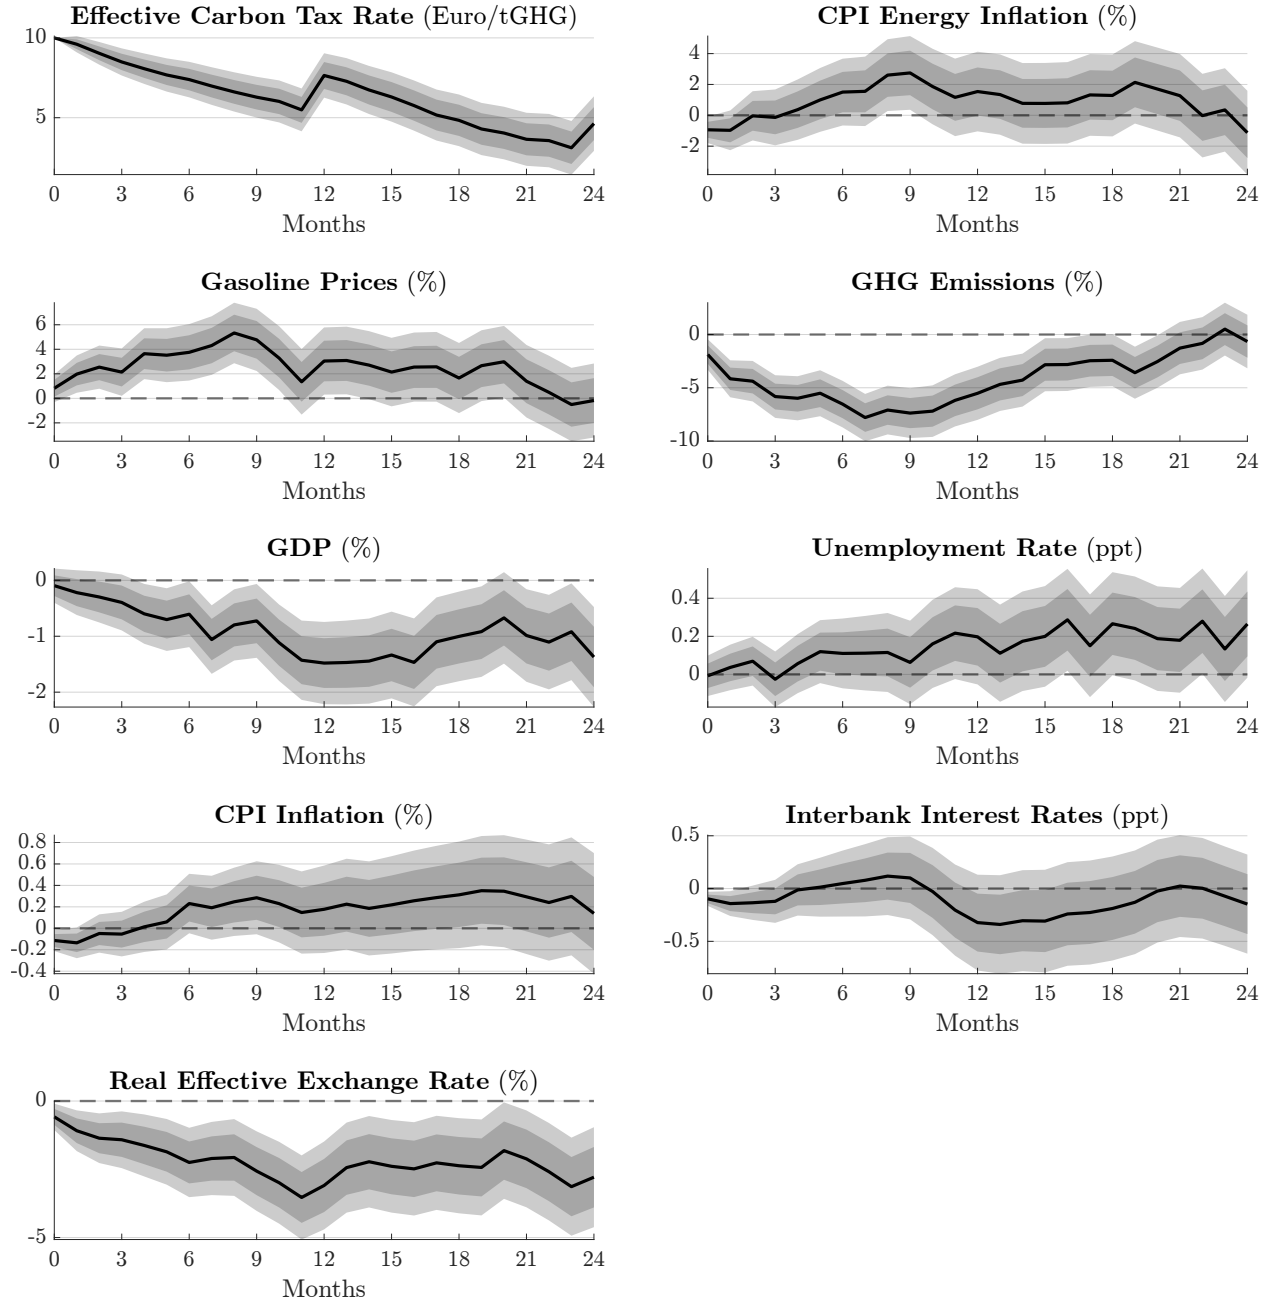 Effective Carbon Tax Rate (Euro/tGHG)
10
5
0 3 6 9 12 15 18 21 24
Months
CPI Energy Inflation (%)
4
2
0
-2
0 3 6 9 12 15 18 21 24
Months
Gasoline Prices (%)
6
4
2
0
-2
0 3 6 9 12 15 18 21 24
Months
GHG Emissions (%)
0
-5
-10
0 3 6 9 12 15 18 21 24
Months
GDP (%)
0
-1
-2
0 3 6 9 12 15 18 21 24
Months
Unemployment Rate (ppt)
0.4
0.2
0
0 3 6 9 12 15 18 21 24
Months
CPI Inflation (%)
0.8
0.6
0.4
0.2
0
-0.2
-0.4
0 3 6 9 12 15 18 21 24
Months
Interbank Interest Rates (ppt)
0.5
0
-0.5
0 3 6 9 12 15 18 21 24
Months
Real Effective Exchange Rate (%)
0
-5
0 3 6 9 12 15 18 21 24
Months